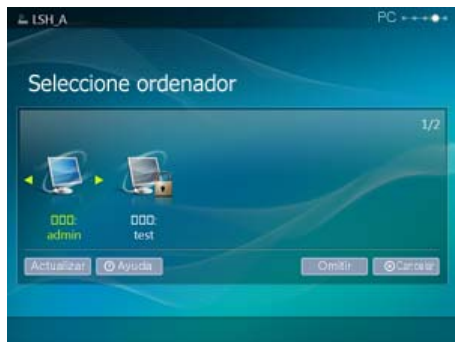 LSH_A
PC
Seleccione ordenador
1/2
□□□:
admin
□□□:
test
Actualizar
Ayuda
Omitir
Cancelar